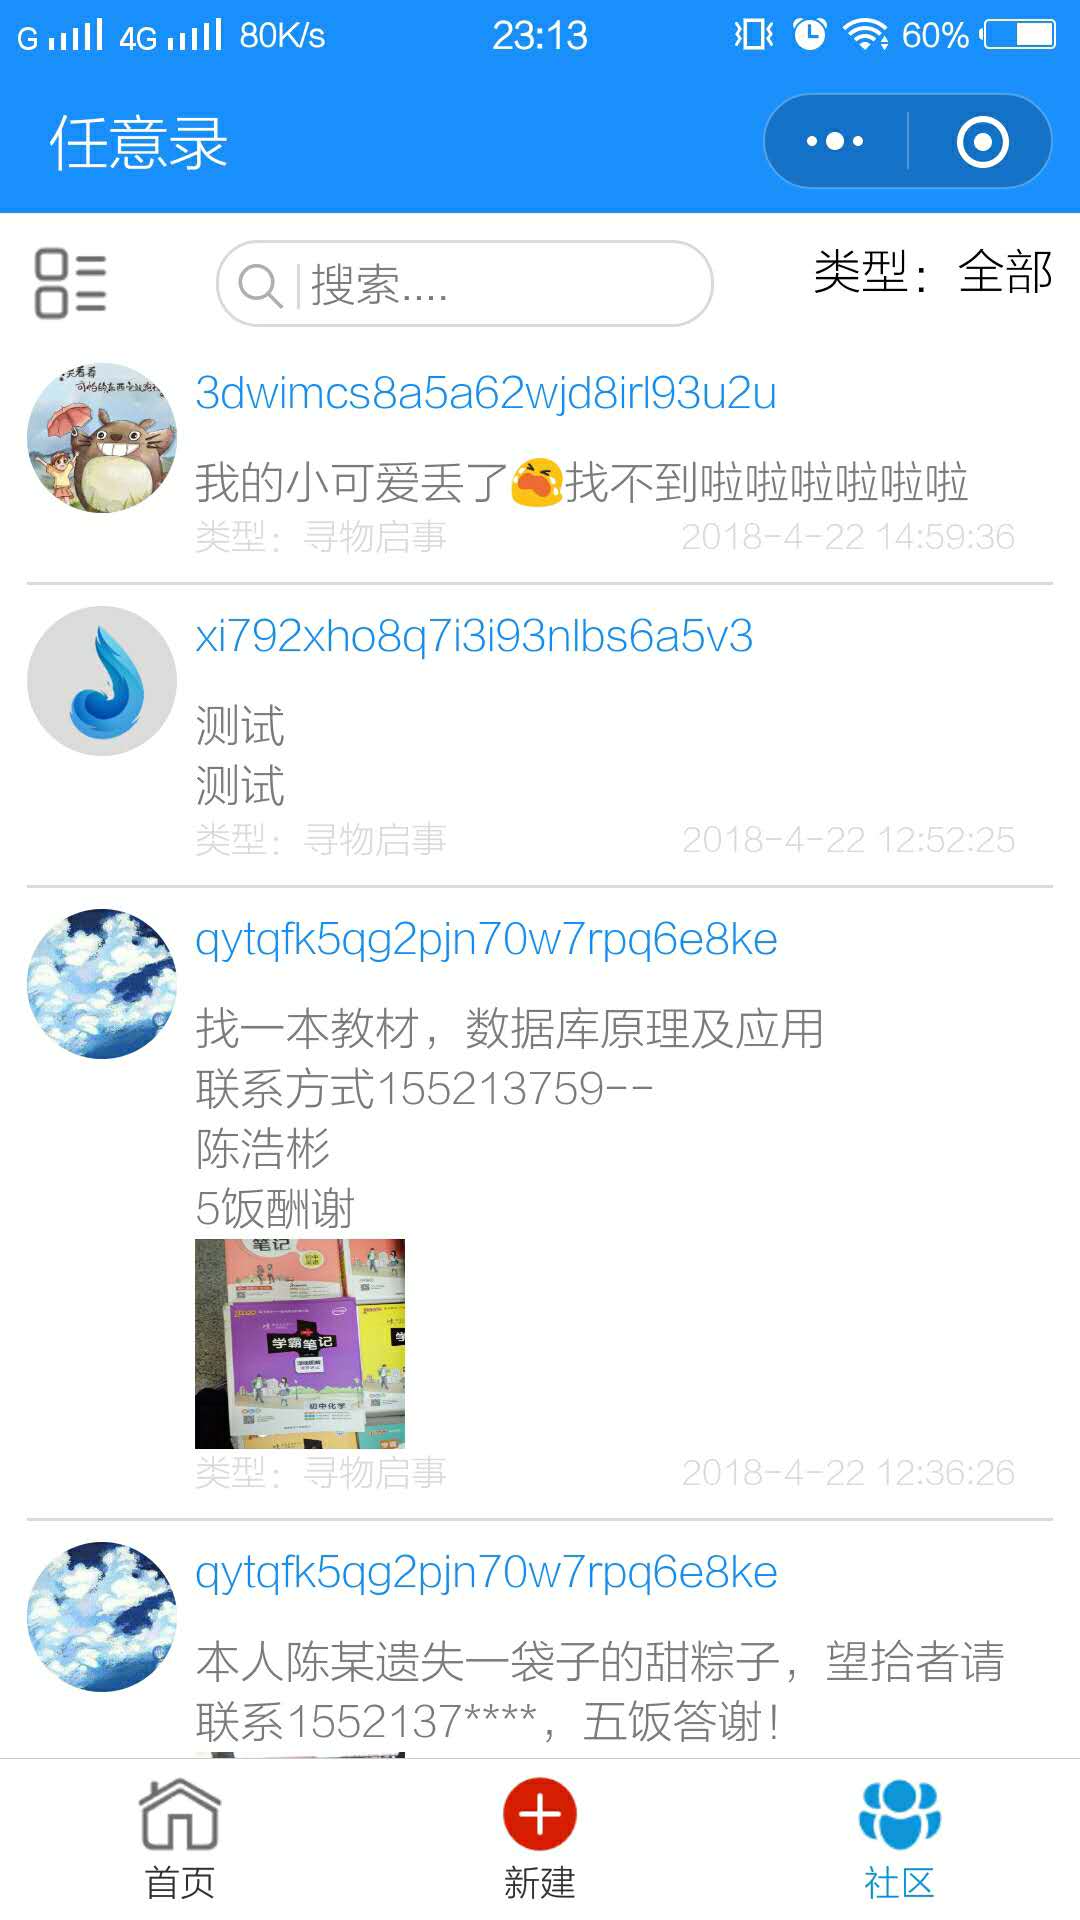 G 4G 80K/s 23:13 60%
任意录
搜索....
类型：全部
3dwimcs8a5a62wjd8irl93u2u
我的小可爱丢了😭找不到啦啦啦啦啦啦
类型：寻物启事 2018-4-22 14:59:36
xi792xho8q7i3i93nlbs6a5v3
测试
测试
类型：寻物启事 2018-4-22 12:52:25
qytqfk5qg2pjn70w7rpq6e8ke
找一本教材，数据库原理及应用
联系方式155213759--
陈浩彬
5饭酬谢
笔记
学霸笔记
初中化学
类型：寻物启事 2018-4-22 12:36:26
qytqfk5qg2pjn70w7rpq6e8ke
本人陈某遗失一袋子的甜粽子，望拾者请
联系1552137****，五饭答谢！
首页 新建 社区